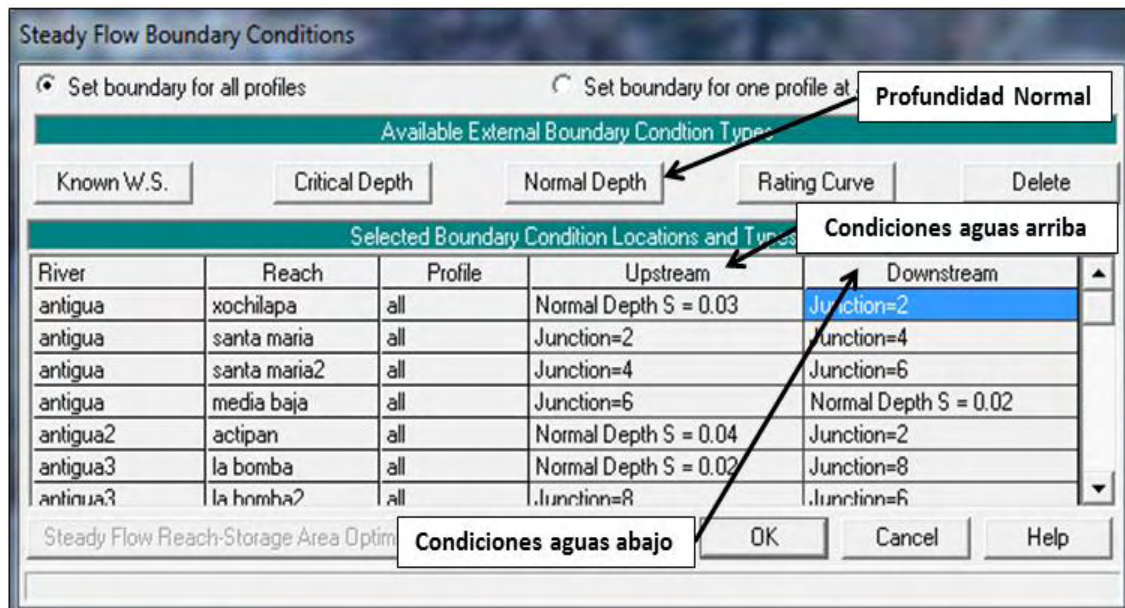 Steady Flow Boundary Conditions
Set boundary for all profiles
Set boundary for one profile at
Profundidad Normal
Available External Boundary Condtion Types
Known W.S.
Critical Depth
Normal Depth
Rating Curve
Delete
Condiciones aguas arriba
Selected Boundary Condition Locations and Types
River Reach Profile Upstream Downstream
antigua xochilapa all Normal Depth S = 0.03 Junction=2
antigua santa maria all Junction=2 Junction=4
antigua santa maria2 all Junction=4 Junction=6
antigua media baja all Junction=6 Normal Depth S = 0.02
antigua2 actipan all Normal Depth S = 0.04 Junction=2
antigua3 la bomba all Normal Depth S = 0.02 Junction=8
antigua3 la bomba2 all Junction=8 Junction=6
Steady Flow Reach-Storage Area Optim
Condiciones aguas abajo
OK
Cancel
Help